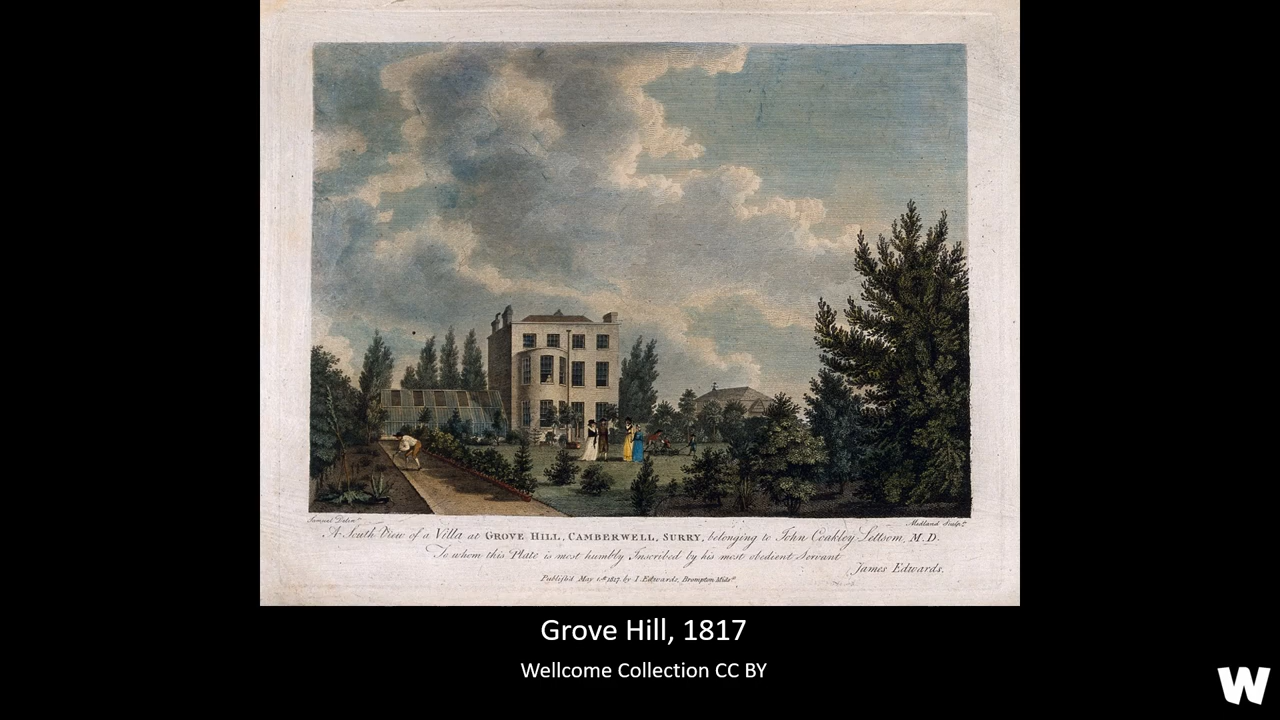 Samuel Delin.
Medland Sculp.
A South View of a Villa at GROVE HILL, CAMBERWELL, SURRY, belonging to John Coakley Lettsom, M.D.
To whom this Plate is most humbly Inscribed by his most obedient Servant
James Edwards.
Publish'd May 1st 1817 by I. Edwards, Brompton Midsx.
Grove Hill, 1817
Wellcome Collection CC BY
W